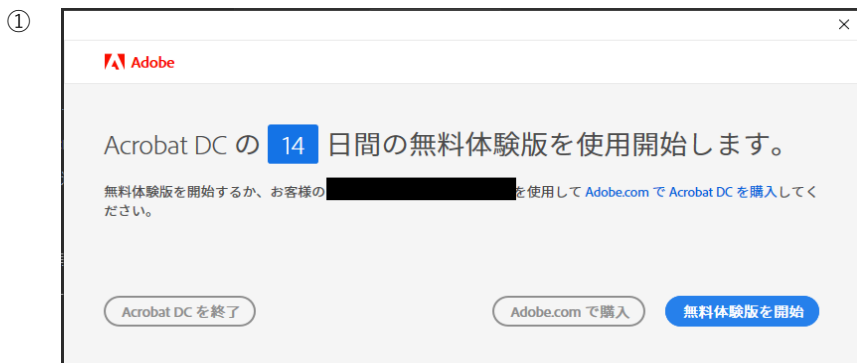 ①
Adobe
Acrobat DC の 14 日間の無料体験版を使用開始します。
無料体験版を開始するか、お客様の を使用して Adobe.com で Acrobat DC を購入してく
ださい。
Acrobat DC を終了
Adobe.com で購入
無料体験版を開始